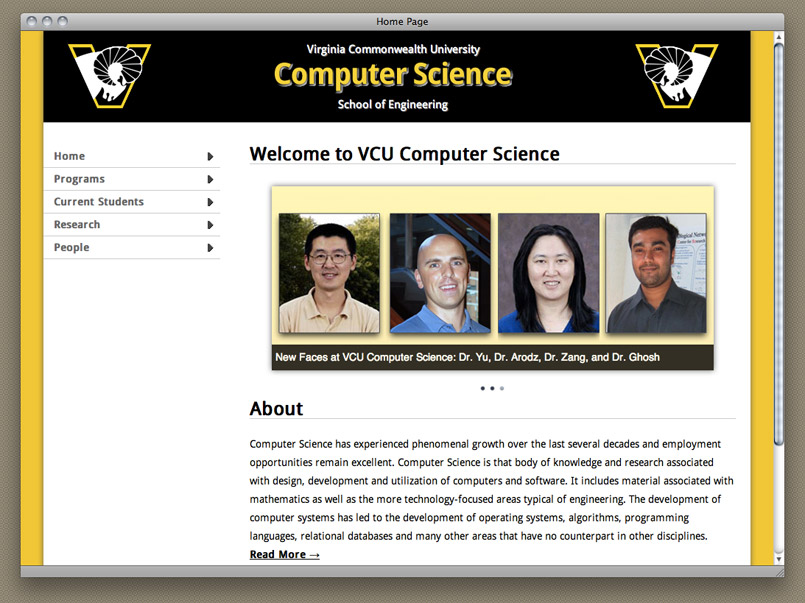 Home Page
Virginia Commonwealth University
Computer Science
School of Engineering
Home
Programs
Current Students
Research
People
Welcome to VCU Computer Science
New Faces at VCU Computer Science: Dr. Yu, Dr. Arodz, Dr. Zang, and Dr. Ghosh
About
Computer Science has experienced phenomenal growth over the last several decades and employment
opportunities remain excellent. Computer Science is that body of knowledge and research associated
with design, development and utilization of computers and software. It includes material associated with
mathematics as well as the more technology-focused areas typical of engineering. The development of
computer systems has led to the development of operating systems, algorithms, programming
languages, relational databases and many other areas that have no counterpart in other disciplines.
Read More →